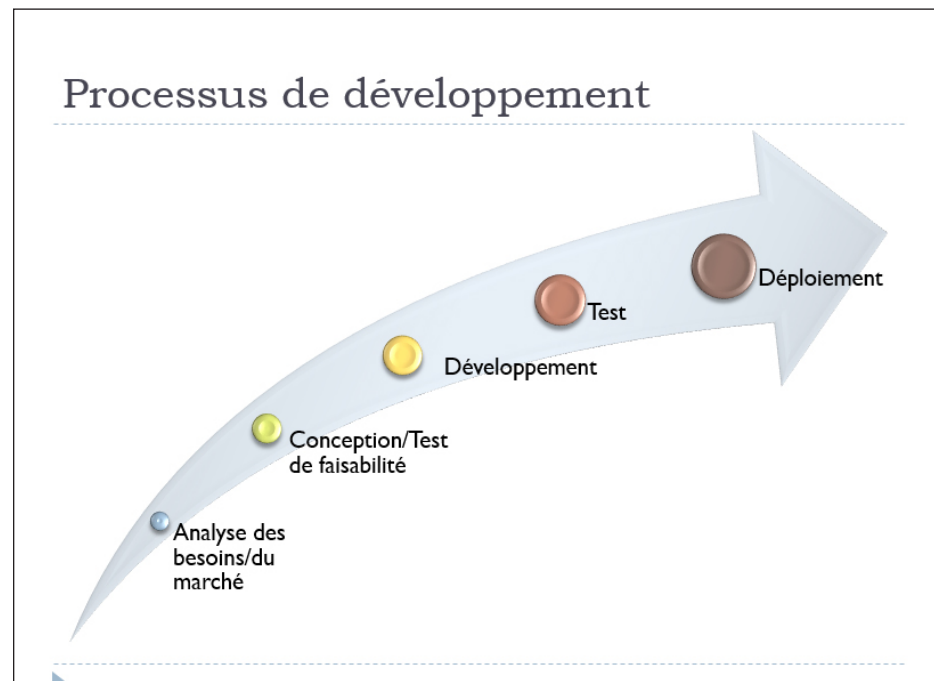 Processus de développement
Déploiement
Test
Développement
Conception/Test
de faisabilité
Analyse des
besoins/du
marché